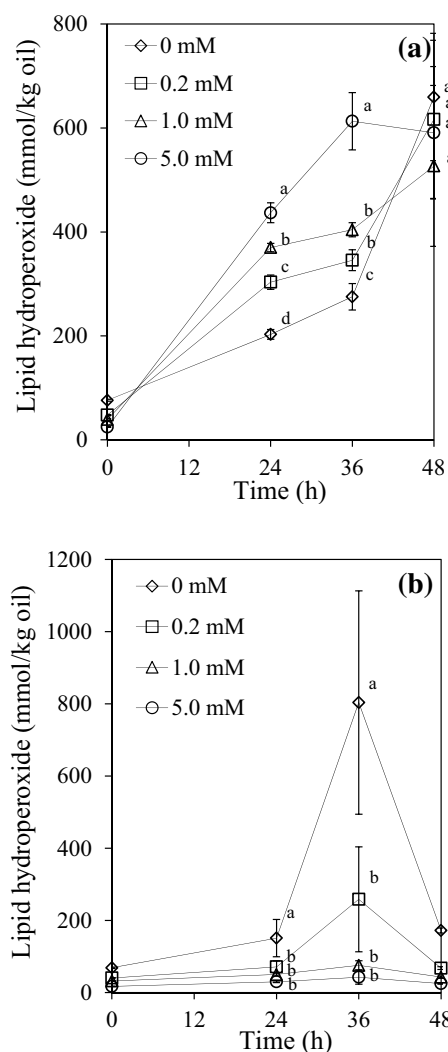 Lipid hydroperoxide (mmol/kg oil)
800
600
400
200
0
(a)
0 mM
0.2 mM
1.0 mM
5.0 mM
a
a
a
b
b
c
b
d
c
a
0 12 24 36 48
Time (h)
Lipid hydroperoxide (mmol/kg oil)
1200
1000
800
600
400
200
0
(b)
0 mM
0.2 mM
1.0 mM
5.0 mM
a
a
b
b
b
b
b
b
0 12 24 36 48
Time (h)